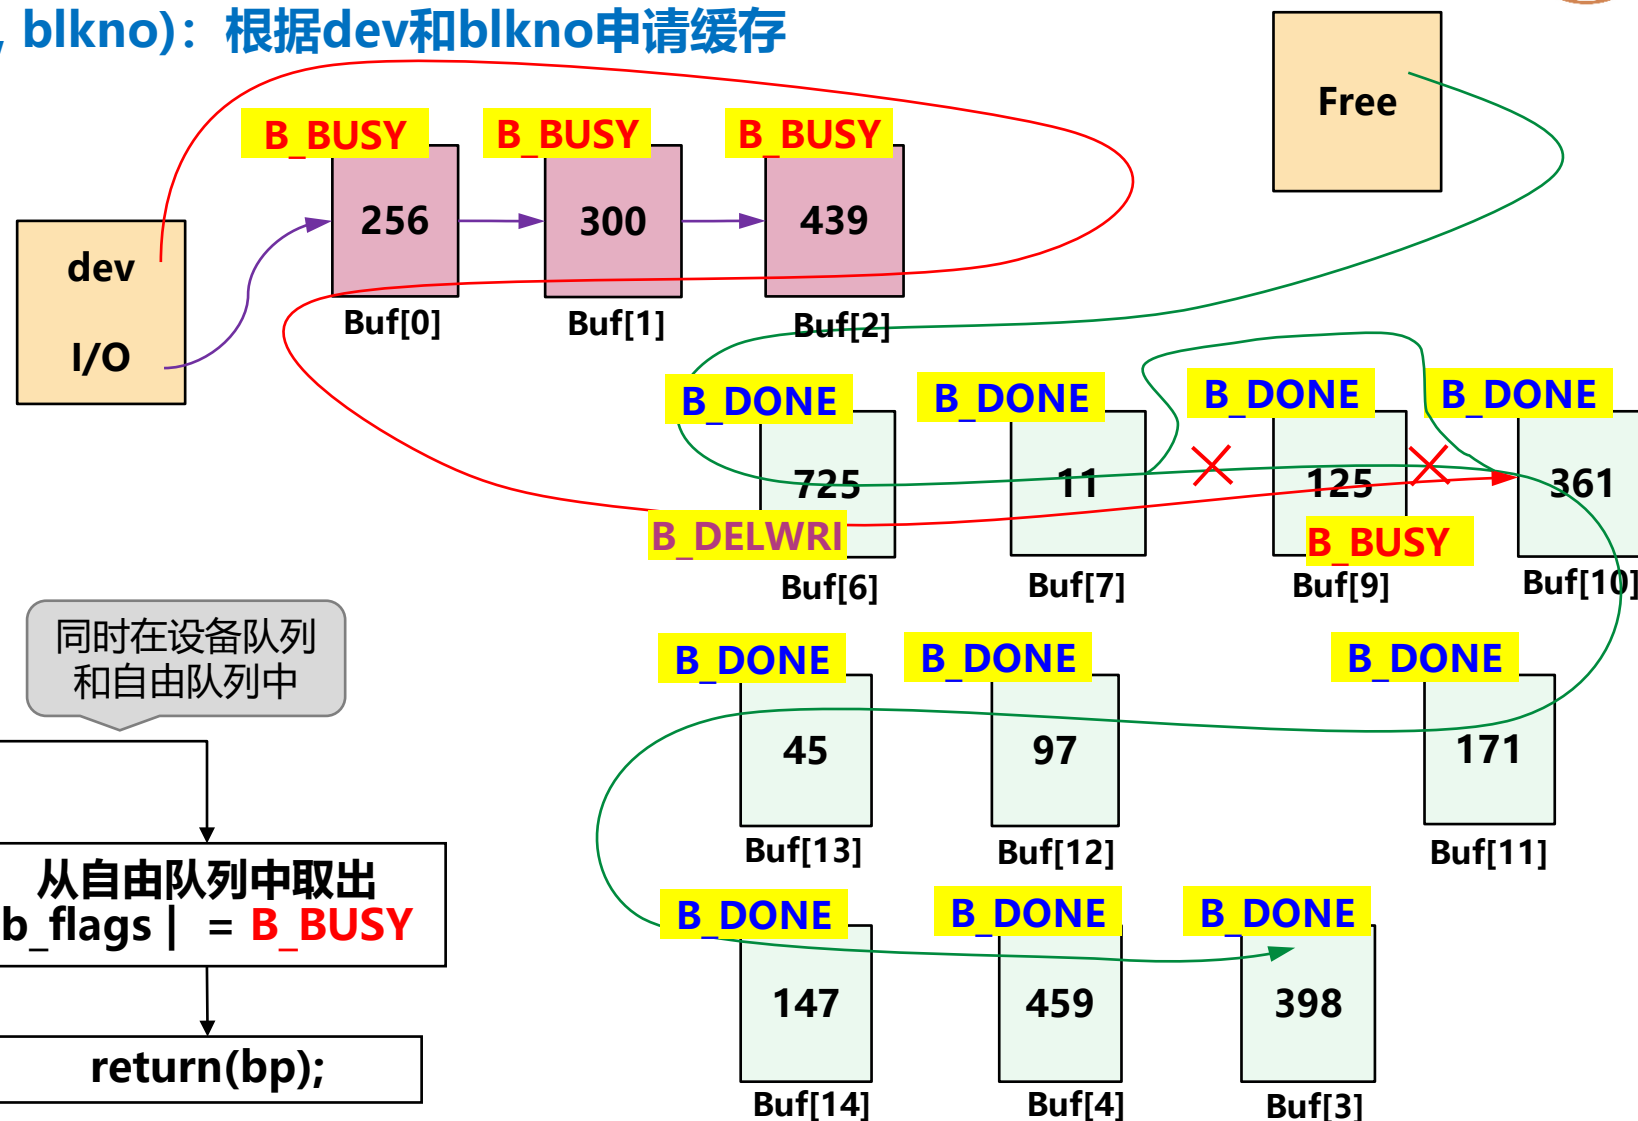 , blkno)：根据dev和blkno申请缓存
Free
B_BUSY
B_BUSY
B_BUSY
256
300
439
dev
I/O
Buf[0]
Buf[1]
Buf[2]
B_DONE
B_DONE
B_DONE
B_DONE
725
11
125
361
B_DELWRI
B_BUSY
Buf[6]
Buf[7]
Buf[9]
Buf[10]
同时在设备队列
和自由队列中
B_DONE
B_DONE
B_DONE
45
97
171
Buf[13]
Buf[12]
Buf[11]
从自由队列中取出
b_flags | = B_BUSY
B_DONE
B_DONE
B_DONE
147
459
398
return(bp);
Buf[14]
Buf[4]
Buf[3]